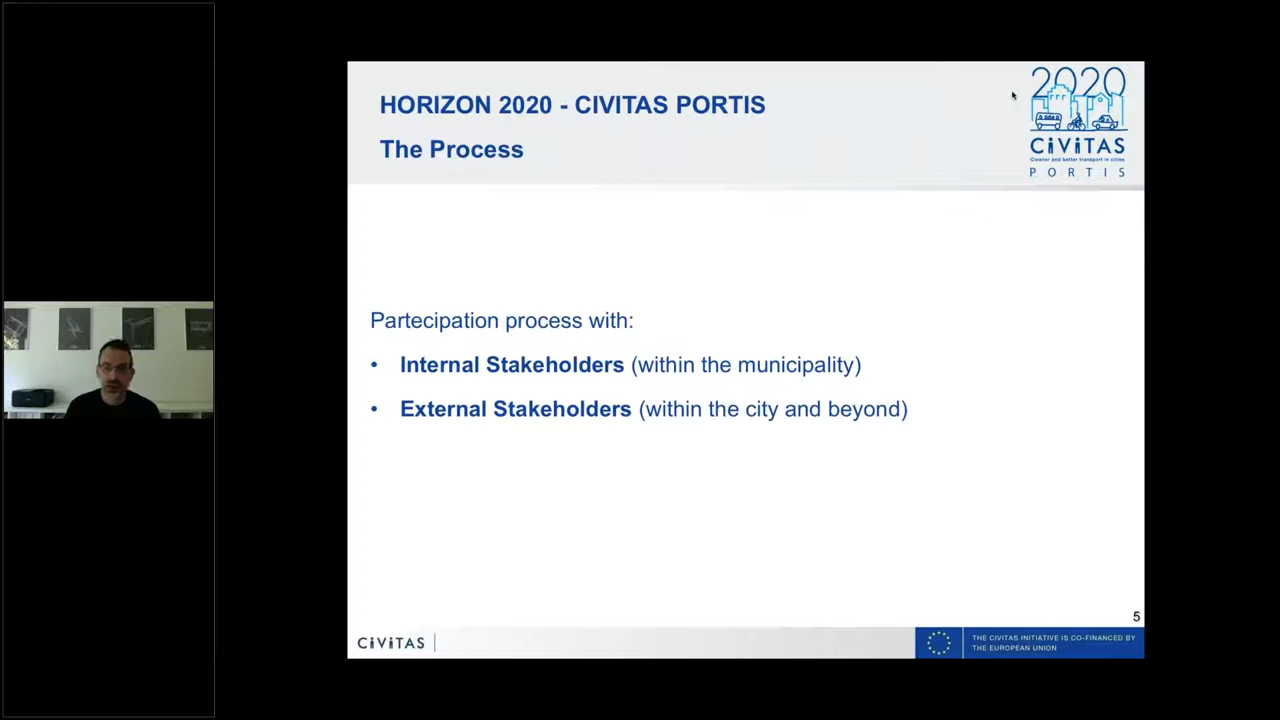 HORIZON 2020 - CIVITAS PORTIS
The Process
2020
CiViTAS
Cleaner and better transport in cities
PORTIS
Partecipation process with:
• Internal Stakeholders (within the municipality)
• External Stakeholders (within the city and beyond)
5
CiViTAS
THE CIVITAS INITIATIVE IS CO-FINANCED BY
THE EUROPEAN UNION